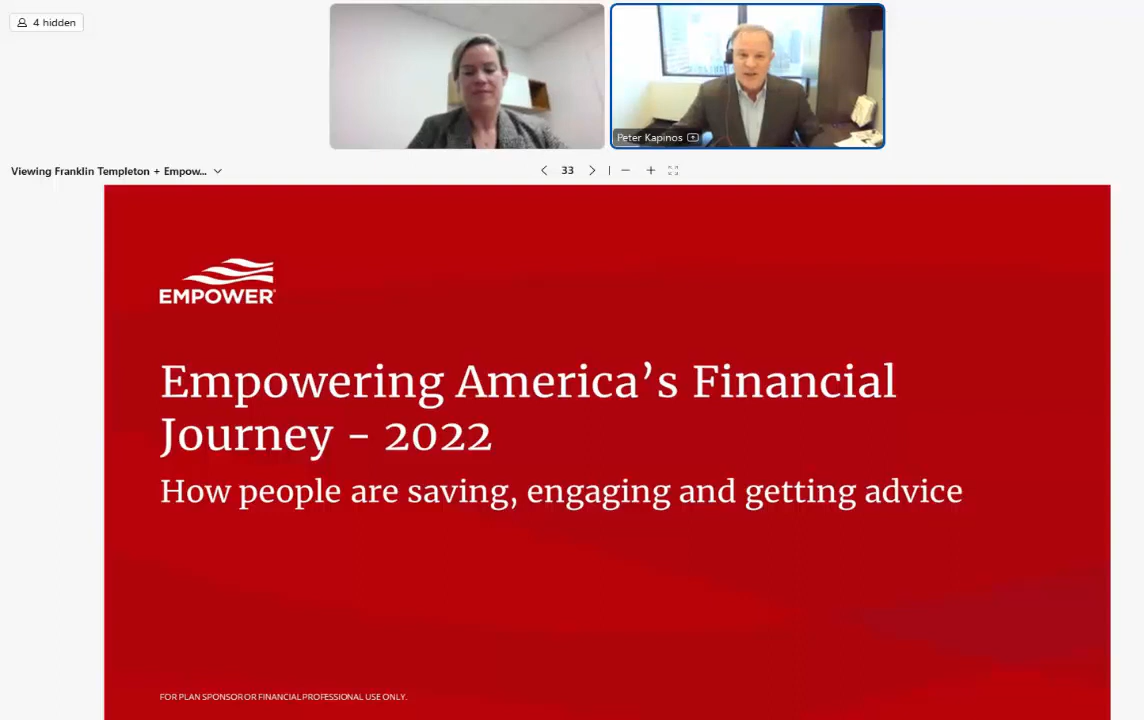 4 hidden
Peter Kapinos
Viewing Franklin Templeton + Empow...
33
EMPOWER
Empowering America’s Financial
Journey - 2022
How people are saving, engaging and getting advice
FOR PLAN SPONSOR OR FINANCIAL PROFESSIONAL USE ONLY.